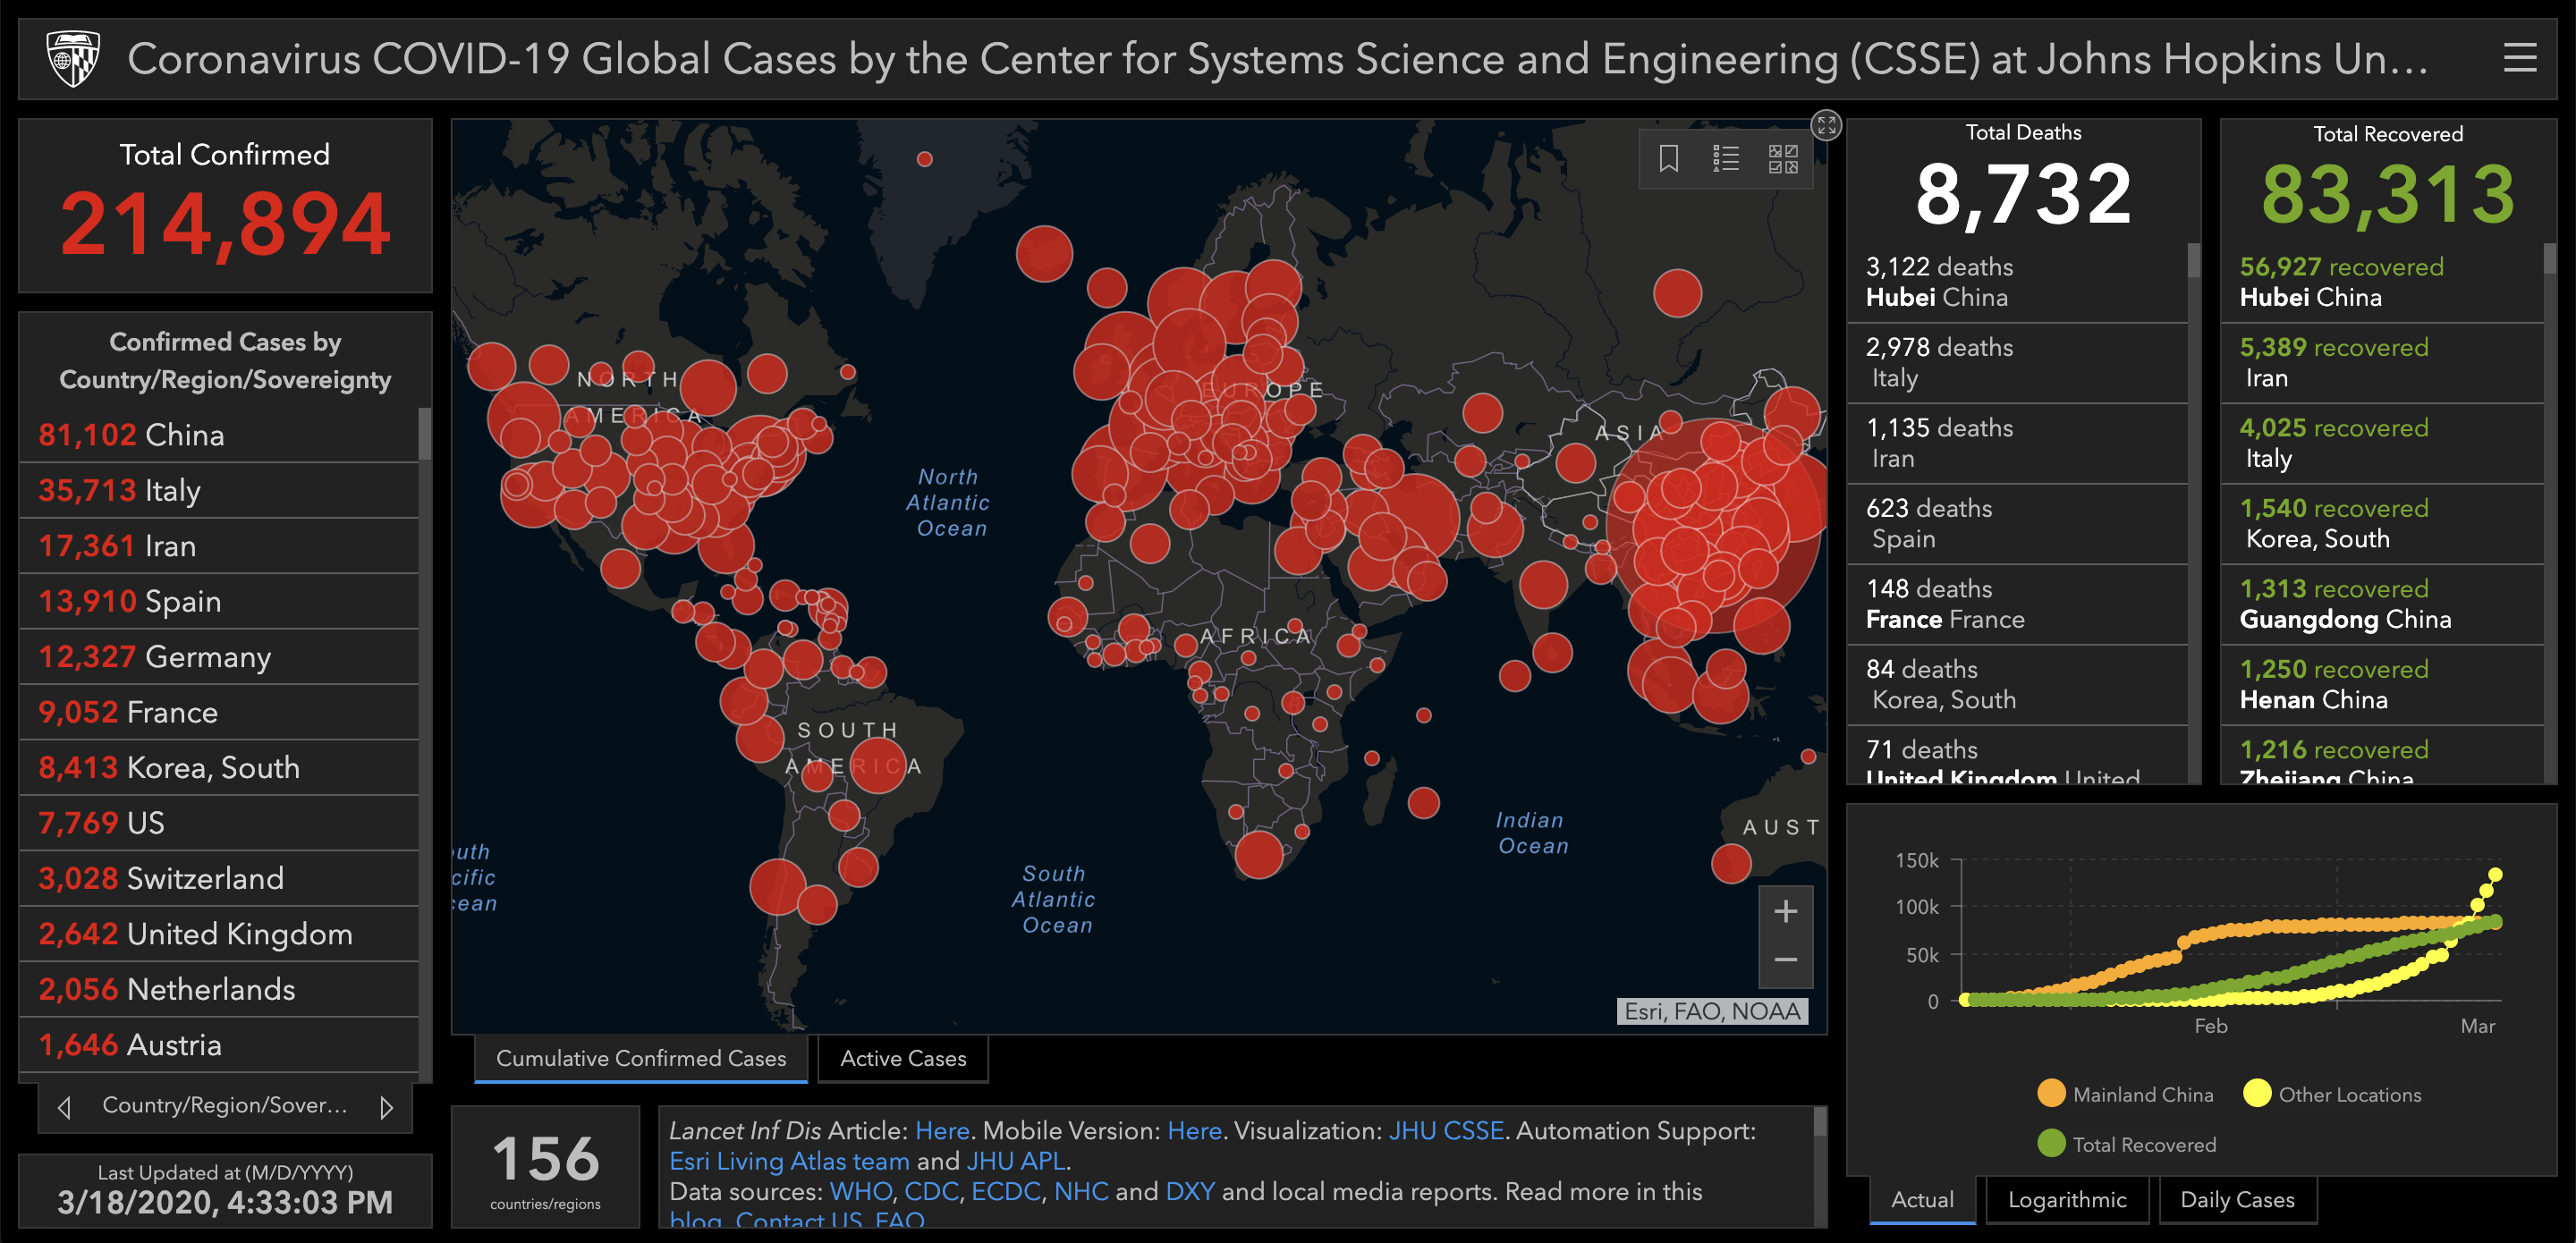 Coronavirus COVID-19 Global Cases by the Center for Systems Science and Engineering (CSSE) at Johns Hopkins Un...
Total Confirmed
214,894
Confirmed Cases by
Country/Region/Sovereignty
81,102 China
35,713 Italy
17,361 Iran
13,910 Spain
12,327 Germany
9,052 France
8,413 Korea, South
7,769 US
3,028 Switzerland
2,642 United Kingdom
2,056 Netherlands
1,646 Austria
Country/Region/Sover...
Last Updated at (M/D/YYYY)
3/18/2020, 4:33:03 PM
NORTH
AMERICA
EUROPE
ASIA
North
Atlantic
Ocean
AFRICA
SOUTH
AMERICA
Indian
Ocean
AUST
South
Atlantic
Ocean
outh
cific
cean
+
−
Esri, FAO, NOAA
Cumulative Confirmed Cases
Active Cases
156
countries/regions
Lancet Inf Dis Article: Here. Mobile Version: Here. Visualization: JHU CSSE. Automation Support:
Esri Living Atlas team and JHU APL.
Data sources: WHO, CDC, ECDC, NHC and DXY and local media reports. Read more in this
blog. Contact US. FAQ.
Total Deaths
8,732
3,122 deaths
Hubei China
2,978 deaths
Italy
1,135 deaths
Iran
623 deaths
Spain
148 deaths
France France
84 deaths
Korea, South
71 deaths
United Kingdom United
Total Recovered
83,313
56,927 recovered
Hubei China
5,389 recovered
Iran
4,025 recovered
Italy
1,540 recovered
Korea, South
1,313 recovered
Guangdong China
1,250 recovered
Henan China
1,216 recovered
Zhejiang China
150k
100k
50k
0
Feb
Mar
Mainland China
Other Locations
Total Recovered
Actual
Logarithmic
Daily Cases